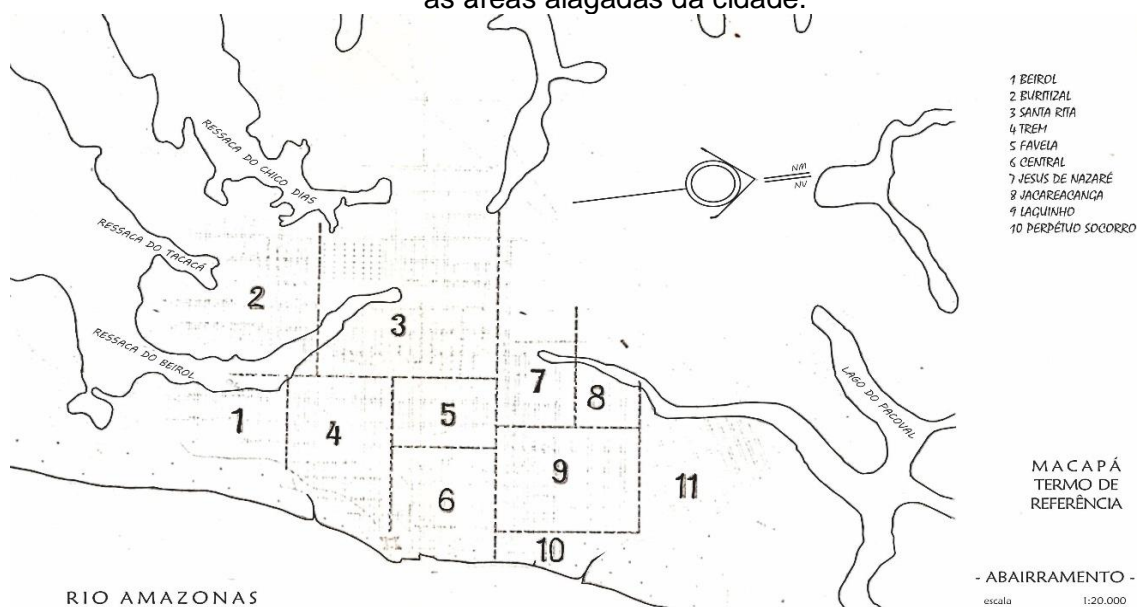 as áreas alagadas da cidade.
1 BEIROL
2 BURITIZAL
3 SANTA RITA
4 TREM
5 FAVELA
6 CENTRAL
7 JESUS DE NAZARÉ
8 JACAREACANGA
9 LAGUINHO
10 PERPÉTUO SOCORRO
RESSACA DO CHICO DIAS
NM
NV
RESSACA DO TACACÁ
2
3
RESSACA DO BEIROL
LAGO DO PACOVAL
7
8
1
4
5
9
11
6
10
MACAPÁ
TERMO DE
REFERÊNCIA
- ABAIRRAMENTO -
RIO AMAZONAS
escala 1:20.000